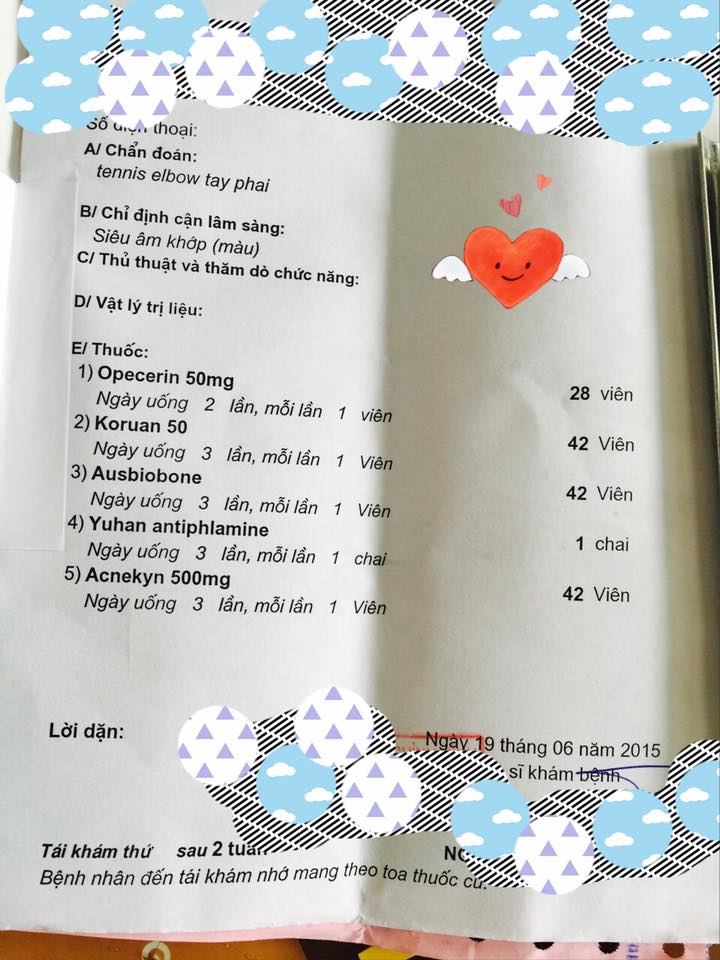 Số điện thoại:
A/ Chẩn đoán:
tennis elbow tay phai
B/ Chỉ định cận lâm sàng:
Siêu âm khớp (màu)
C/ Thủ thuật và thăm dò chức năng:
D/ Vật lý trị liệu:
E/ Thuốc:
1) Opecerin 50mg 28 viên
Ngày uống 2 lần, mỗi lần 1 viên
2) Koruan 50 42 Viên
Ngày uống 3 lần, mỗi lần 1 Viên
3) Ausbiobone 42 Viên
Ngày uống 3 lần, mỗi lần 1 Viên
4) Yuhan antiphlamine 1 chai
Ngày uống 3 lần, mỗi lần 1 chai
5) Acnekyn 500mg 42 Viên
Ngày uống 3 lần, mỗi lần 1 Viên
Lời dặn:
Ngày 19 tháng 06 năm 2015
sĩ khám bệnh
Tái khám thứ sau 2 tuần
Bệnh nhân đến tái khám nhớ mang theo toa thuốc cũ.